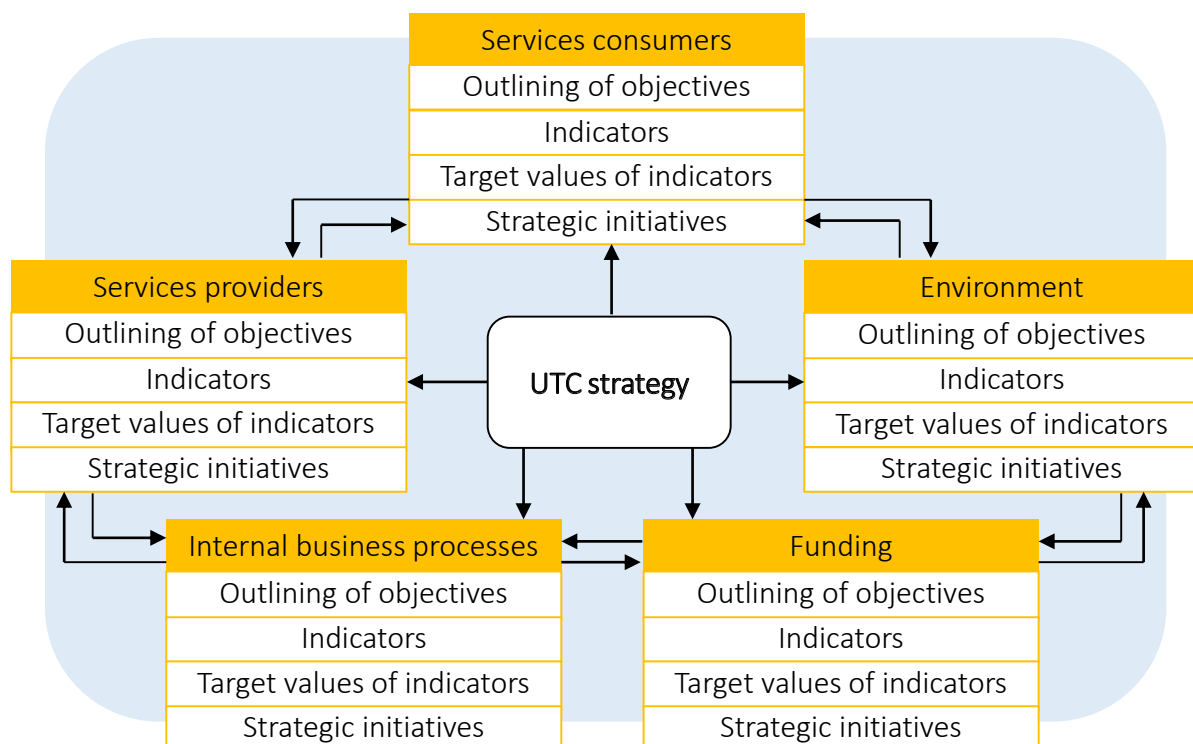 Services consumers
Outlining of objectives
Indicators
Target values of indicators
Strategic initiatives
Services providers
Outlining of objectives
Indicators
Target values of indicators
Strategic initiatives
UTC strategy
Environment
Outlining of objectives
Indicators
Target values of indicators
Strategic initiatives
Internal business processes
Outlining of objectives
Indicators
Target values of indicators
Strategic initiatives
Funding
Outlining of objectives
Indicators
Target values of indicators
Strategic initiatives